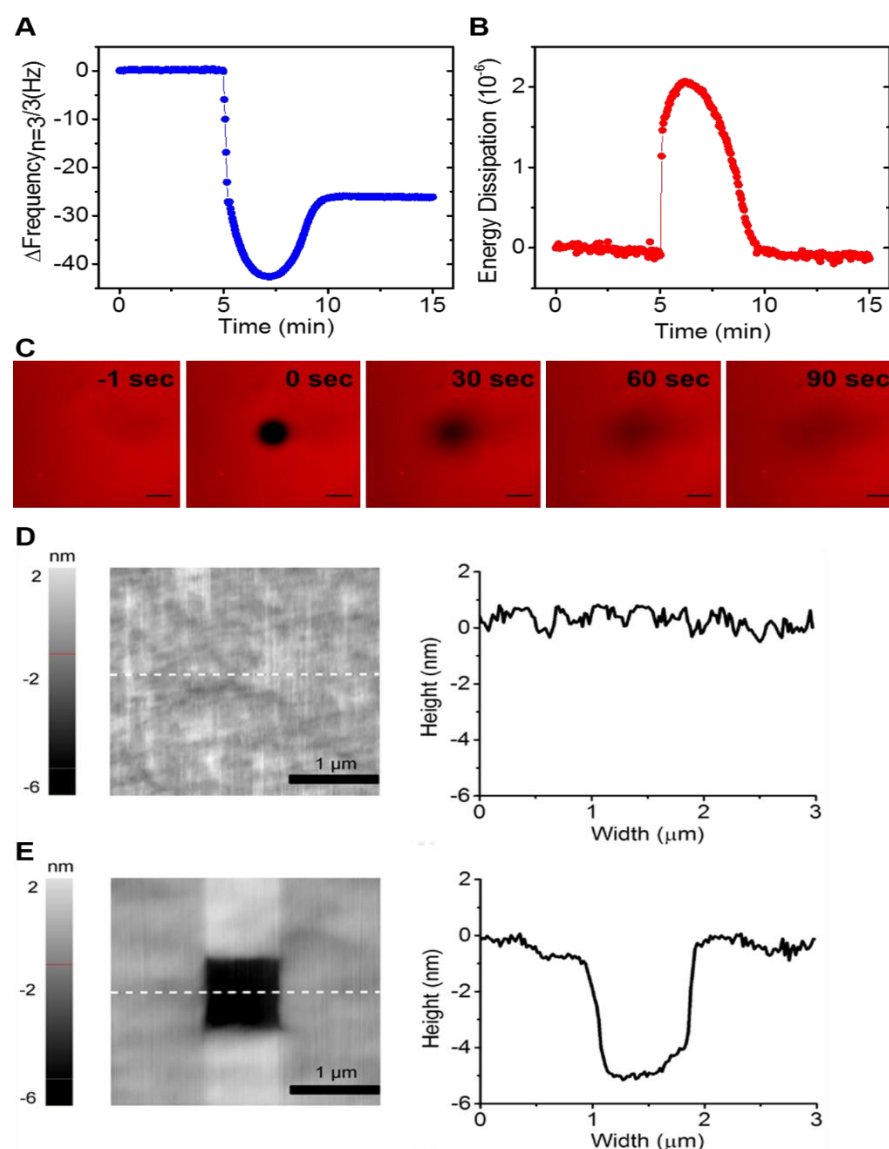 A
ΔFrequency n=3/3(Hz)
0
-10
-20
-30
-40
0 5 10 15
Time (min)
B
Energy Dissipation (10⁻⁶)
2
1
0
0 5 10 15
Time (min)
C
-1 sec 0 sec 30 sec 60 sec 90 sec
D
nm
2
-2
-6
1 µm
Height (nm)
2
0
-2
-4
-6
0 1 2 3
Width (µm)
E
nm
2
-2
-6
1 µm
Height (nm)
2
0
-2
-4
-6
0 1 2 3
Width (µm)